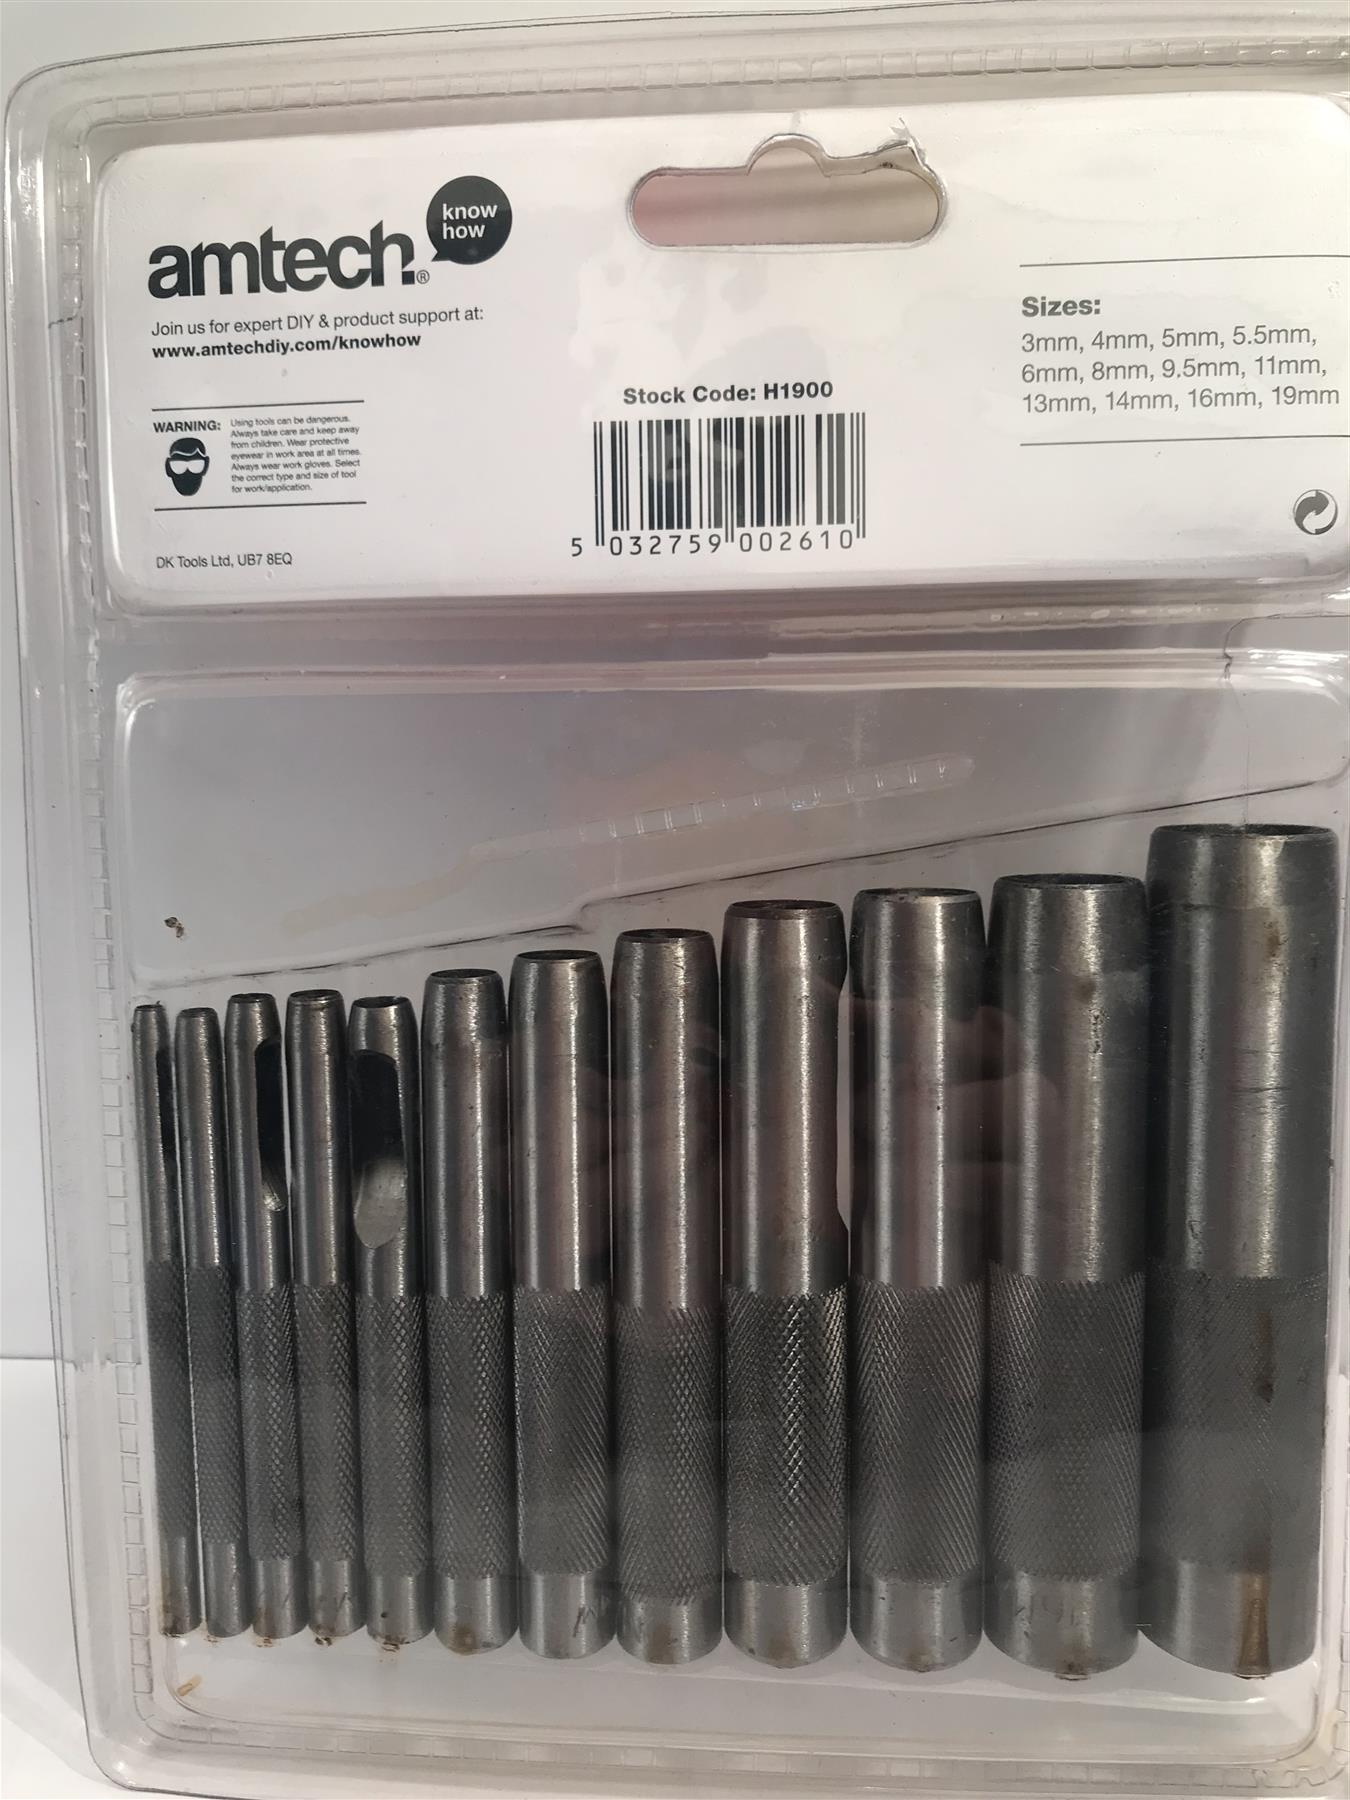 know
how
amtech.®
Join us for expert DIY & product support at:
www.amtechdiy.com/knowhow
WARNING: Using tools can be dangerous.
Always take care and keep away
from children. Wear protective
eyewear in work area at all times.
Always wear work gloves. Select
the correct type and size of tool
for work/application.
DK Tools Ltd, UB7 8EQ
Stock Code: H1900
5 032759 002610
Sizes:
3mm, 4mm, 5mm, 5.5mm,
6mm, 8mm, 9.5mm, 11mm,
13mm, 14mm, 16mm, 19mm